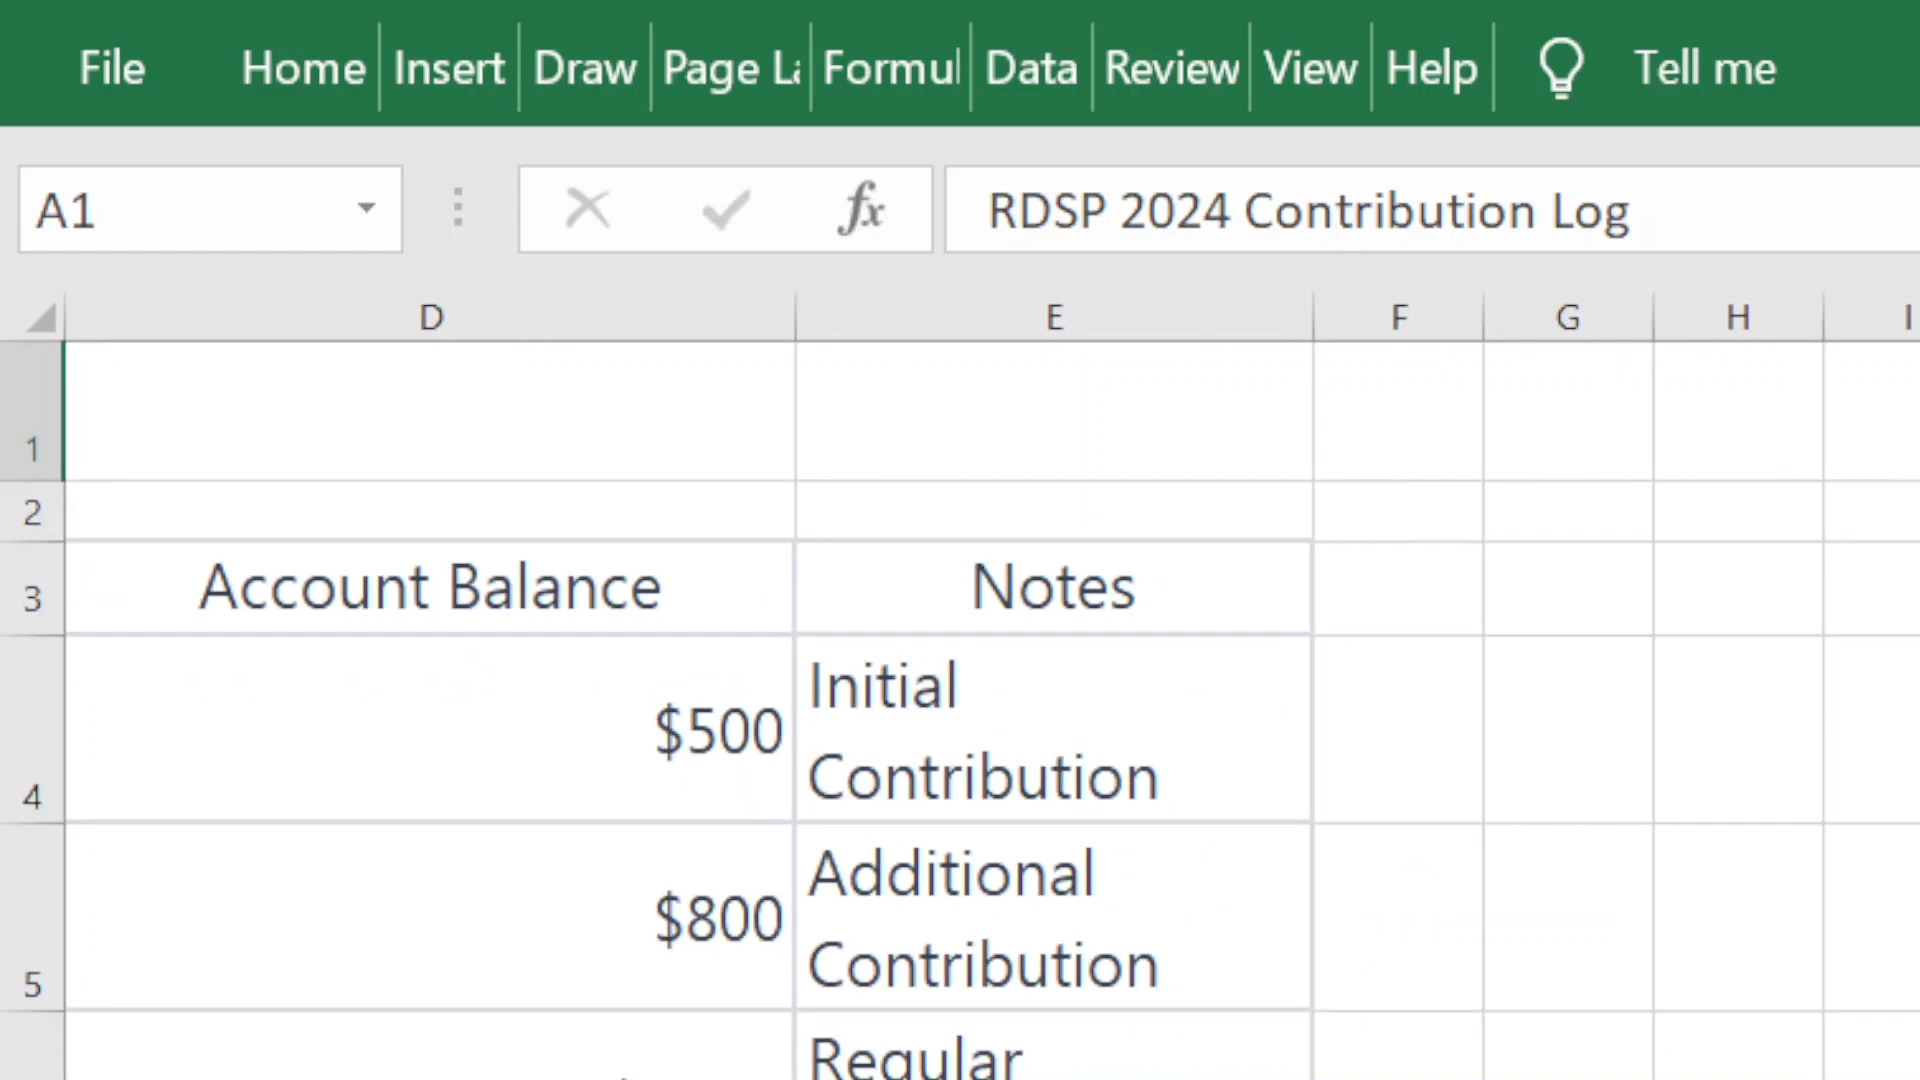 File Home Insert Draw Page La Formul Data Review View Help Tell me
A1 fx RDSP 2024 Contribution Log
D E F G H I
1
2
3 Account Balance Notes
Initial
$500
Contribution
4
Additional
$800
Contribution
5
Regular